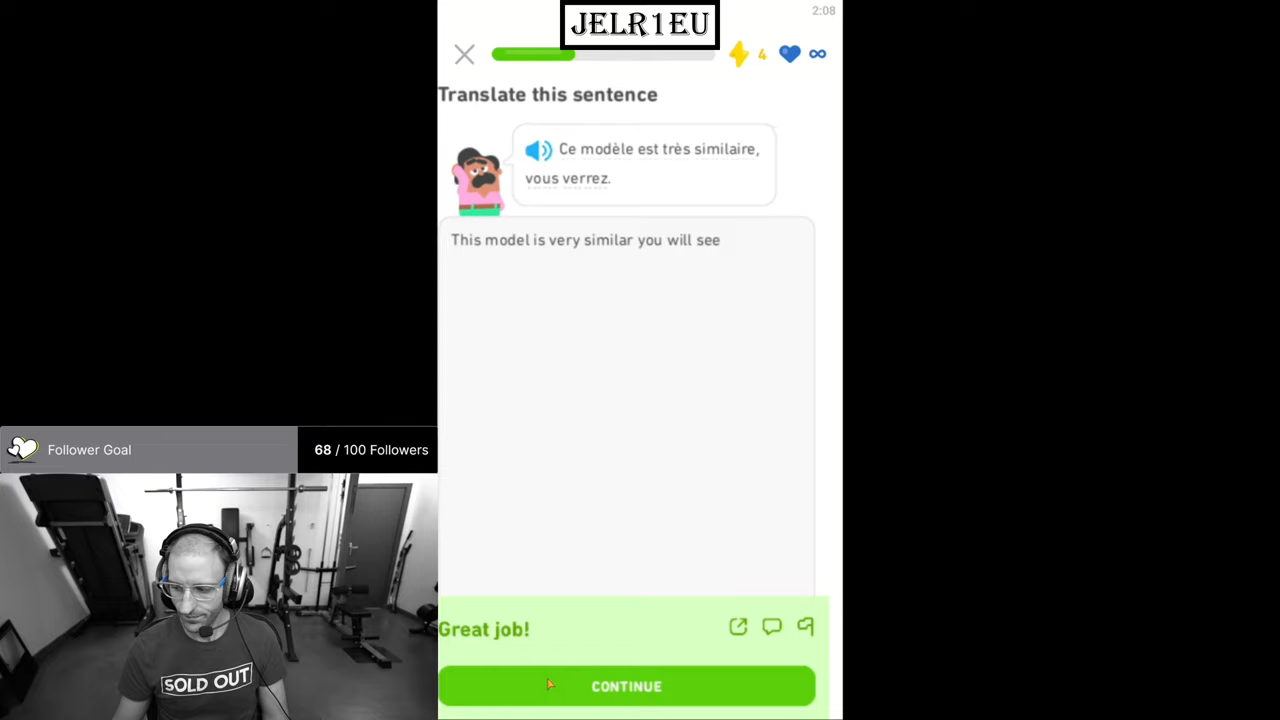 JELR1EU
2:08
4
∞
Translate this sentence
Ce modèle est très similaire,
vous verrez.
This model is very similar you will see
Follower Goal
68 / 100 Followers
SOLD OUT
Great job!
CONTINUE